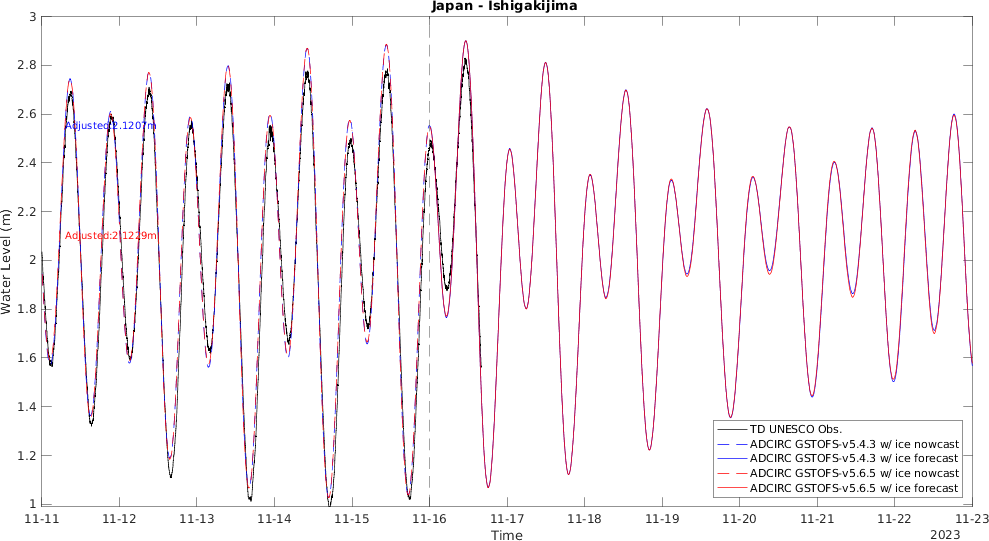 Japan - Ishigakijima
Water Level (m)
3
2.8
2.6
2.4
2.2
2
1.8
1.6
1.4
1.2
1
Adjusted:2.1207m
Adjusted:2.1229m
TD UNESCO Obs.
ADCIRC GSTOFS-v5.4.3 w/ ice nowcast
ADCIRC GSTOFS-v5.4.3 w/ ice forecast
ADCIRC GSTOFS-v5.6.5 w/ ice nowcast
ADCIRC GSTOFS-v5.6.5 w/ ice forecast
11-11 11-12 11-13 11-14 11-15 11-16 11-17 11-18 11-19 11-20 11-21 11-22 11-23
Time
2023